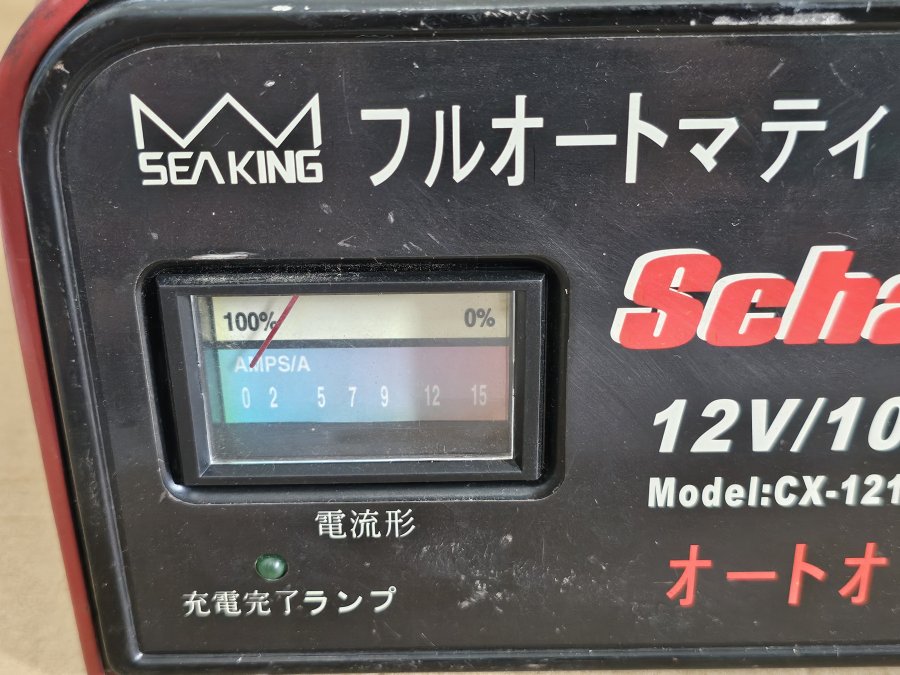 SEA KING
フルオートマティ
100% 0%
AMPS/A
0 2 5 7 9 12 15
Scha
12V/10
Model:CX-121
電流形
オートオ
充電完了ランプ